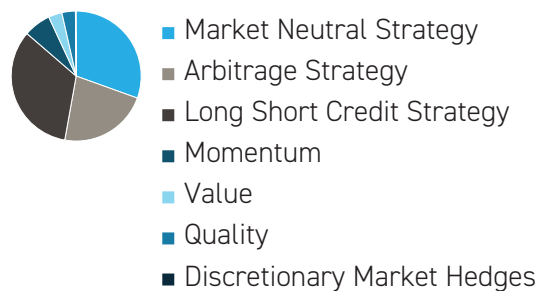 Market Neutral Strategy
Arbitrage Strategy
Long Short Credit Strategy
Momentum
Value
Quality
Discretionary Market Hedges